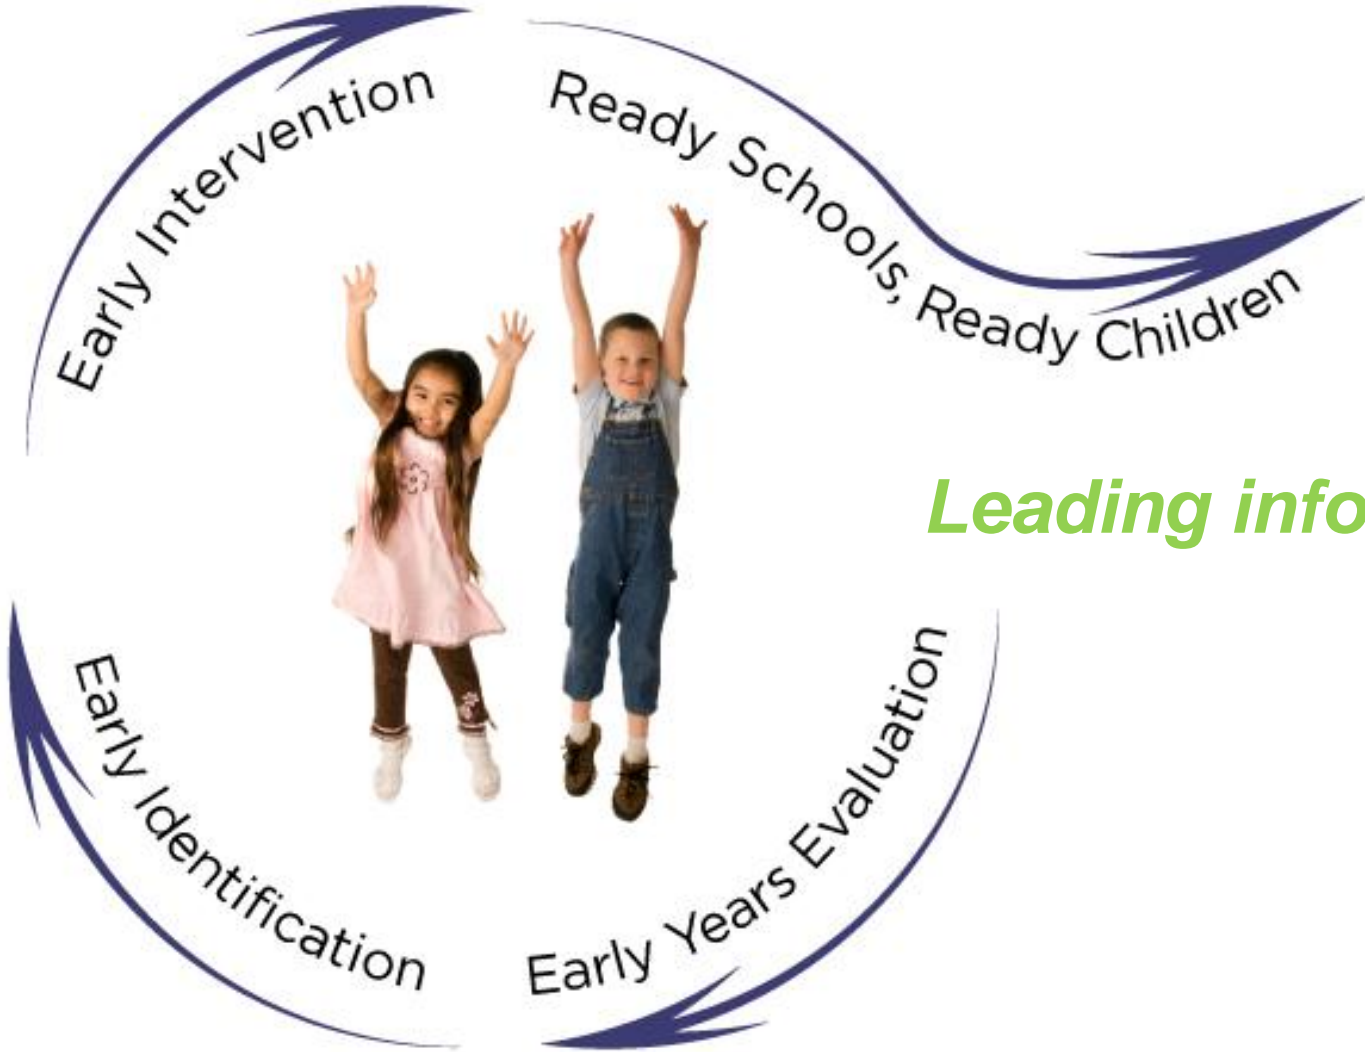 Early Intervention
Ready Schools, Ready Children
Leading info
Early Identification
Early Years Evaluation